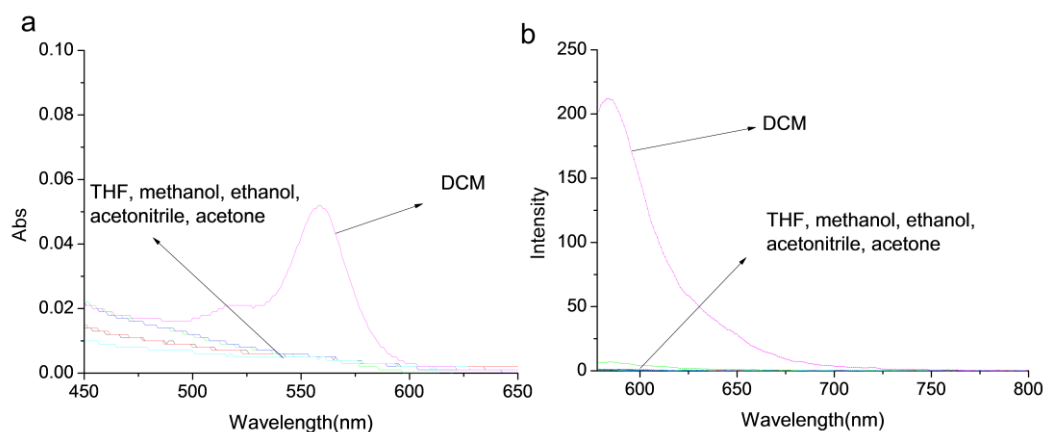 a
0.10
0.08
0.06
0.04
0.02
0.00
Abs
THF, methanol, ethanol,
acetonitrile, acetone
DCM
450
500
550
600
650
Wavelength(nm)
b
250
200
150
100
50
0
Intensity
DCM
THF, methanol, ethanol,
acetonitrile, acetone
600
650
700
750
800
Wavelength(nm)